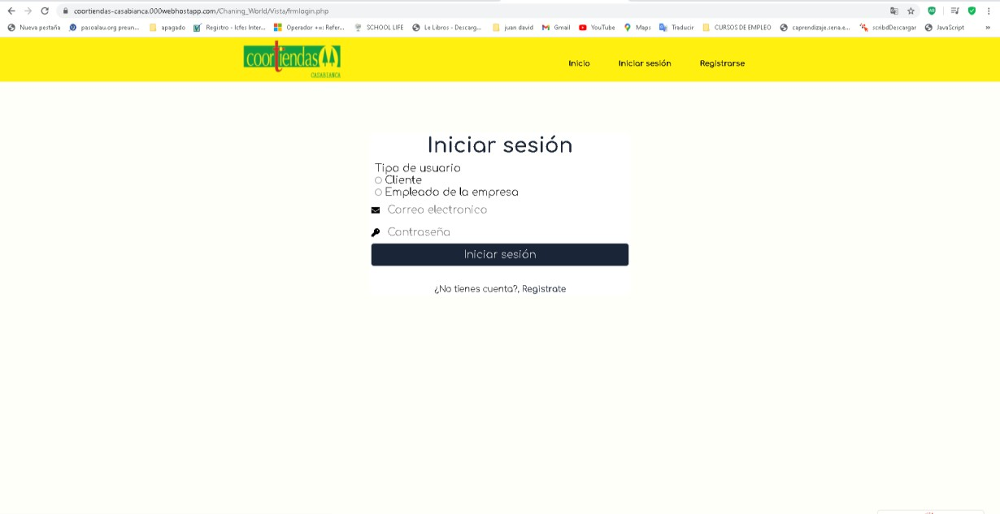 coortiendas-casabianca.000webhostapp.com/Chaning_World/Vista/frmlogin.php
Nueva pestaña pasoalau.org preun... apagado Registro - Icfes Inter... Operador +=: Refer... SCHOOL LIFE Le Libros - Descarg... juan david Gmail YouTube Maps Traducir CURSOS DE EMPLEO caprendizaje.sena.e... scribdDescargar JavaScript »
coortiendas
CASABIANCA
Inicio Iniciar sesión Registrarse
Iniciar sesión
Tipo de usuario
Cliente
Empleado de la empresa
Correo electronico
Contraseña
Iniciar sesión
¿No tienes cuenta?, Registrate